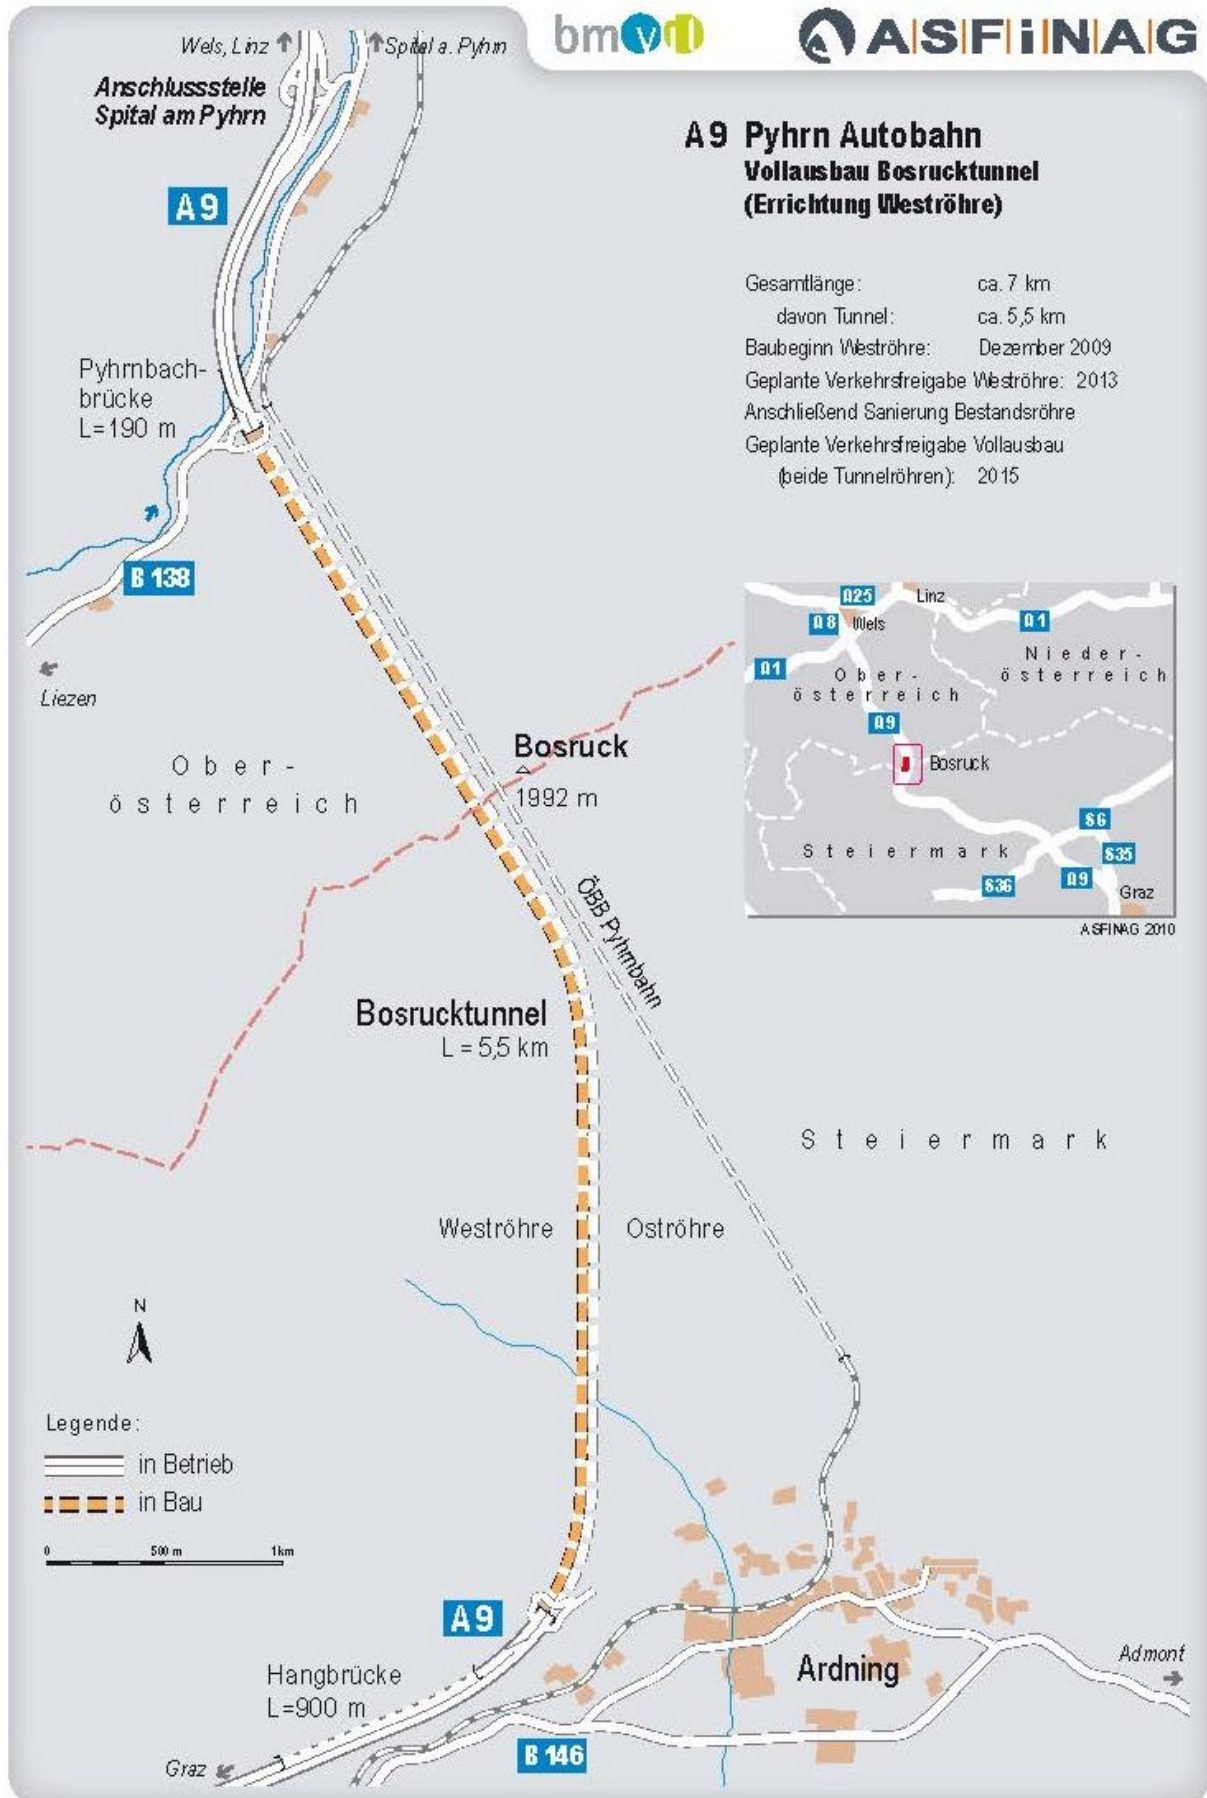 Wels, Linz
Spital a. Pyhrn
bmvit
ASFiNAG
Anschlussstelle
Spital am Pyhrn
A 9
A 9 Pyhrn Autobahn
Vollausbau Bosrucktunnel
(Errichtung Weströhre)
Gesamtlänge: ca. 7 km
davon Tunnel: ca. 5,5 km
Baubeginn Weströhre: Dezember 2009
Geplante Verkehrsfreigabe Weströhre: 2013
Anschließend Sanierung Bestandsröhre
Geplante Verkehrsfreigabe Vollausbau
(beide Tunnelröhren): 2015
Pyhrnbach-
brücke
L=190 m
B 138
Liezen
A25
Linz
A8
Wels
A1
A1
Nieder-
österreich
Ober-
österreich
A9
Bosruck
S6
Steiermark
S35
S36
A9
Graz
ASFINAG 2010
Bosruck
1992 m
Ober-
österreich
ÖBB Pyhrnbahn
Bosrucktunnel
L = 5,5 km
Steiermark
Weströhre
Oströhre
N
Legende:
in Betrieb
in Bau
0 500 m 1km
A 9
Hangbrücke
L=900 m
Graz
B 146
Ardning
Admont